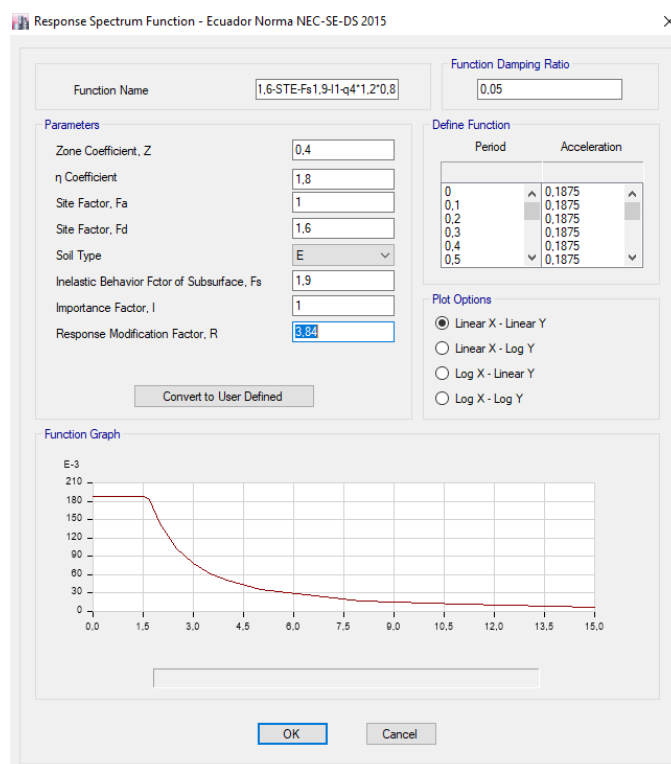 Response Spectrum Function - Ecuador Norma NEC-SE-DS 2015
Function Damping Ratio
Function Name
1,6-STE-Fs1,9-I1-q4*1,2*0,8
0,05
Parameters
Zone Coefficient, Z
0,4
η Coefficient
1,8
Site Factor, Fa
1
Site Factor, Fd
1,6
Soil Type
E
Inelastic Behavior Fctor of Subsurface, Fs
1,9
Importance Factor, I
1
Response Modification Factor, R
3,84
Convert to User Defined
Define Function
Period Acceleration
0 0,1875
0,1 0,1875
0,2 0,1875
0,3 0,1875
0,4 0,1875
0,5 0,1875
Plot Options
Linear X - Linear Y
Linear X - Log Y
Log X - Linear Y
Log X - Log Y
Function Graph
E-3
210
180
150
120
90
60
30
0
0,0 1,5 3,0 4,5 6,0 7,5 9,0 10,5 12,0 13,5 15,0
OK Cancel